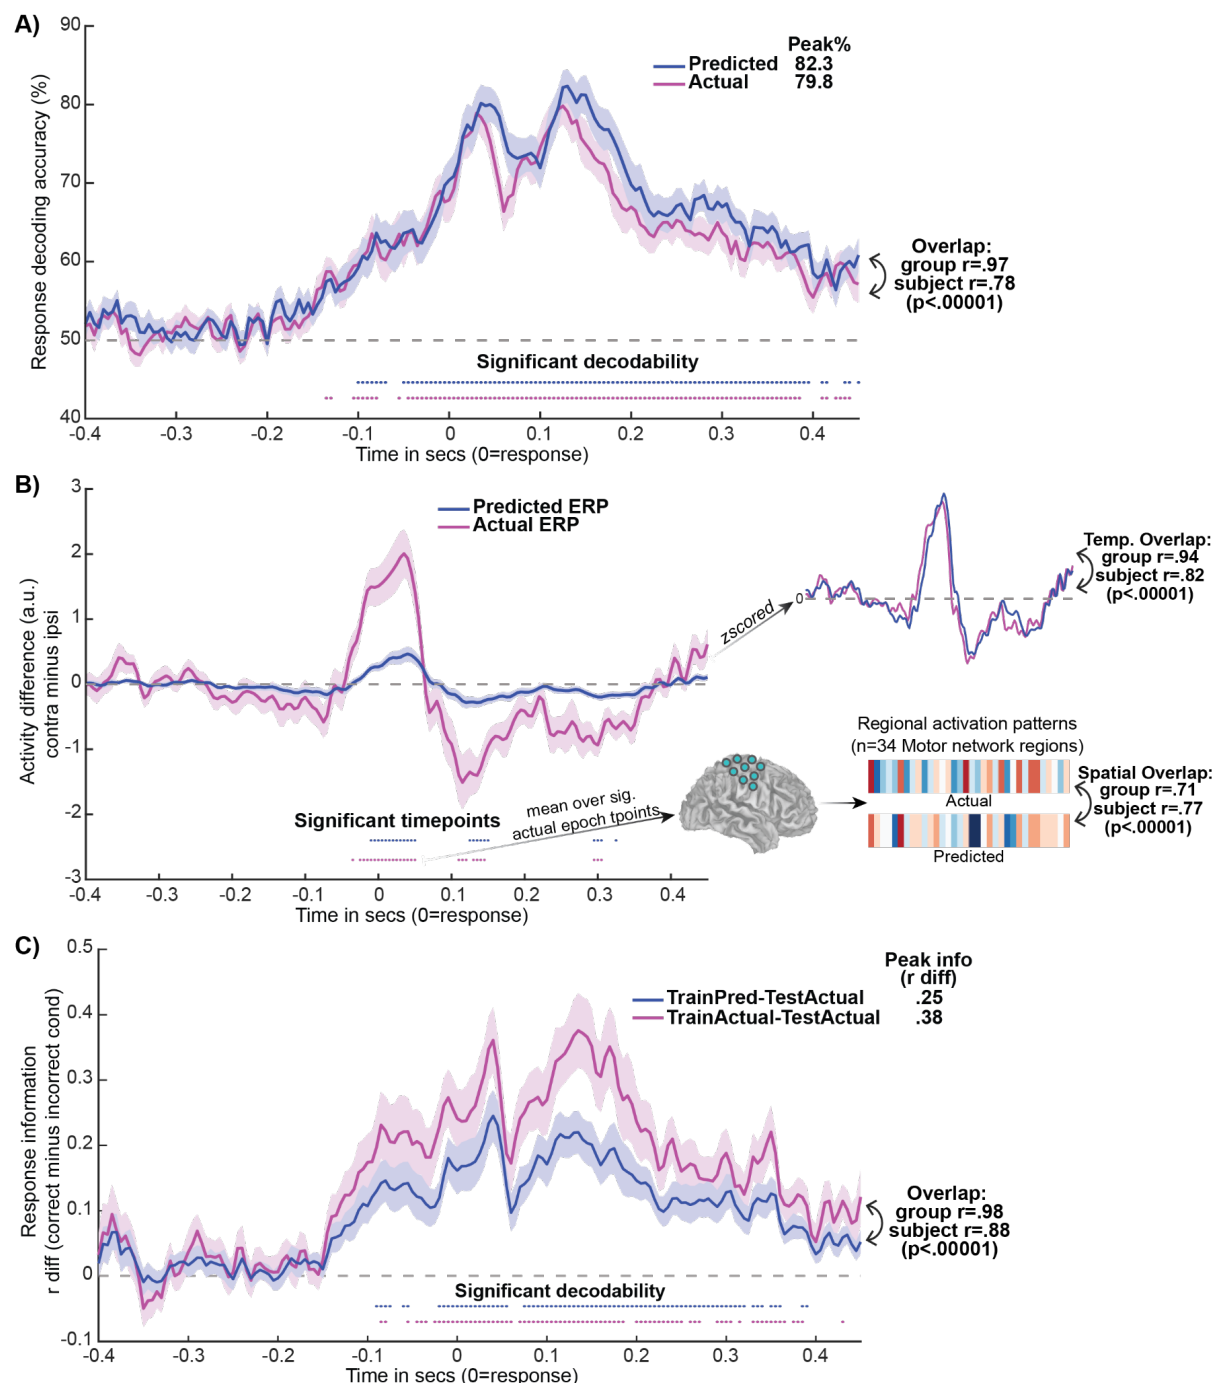 A)
90
80
70
60
50
40
Response decoding accuracy (%)
Peak%
Predicted 82.3
Actual 79.8
Overlap:
group r=.97
subject r=.78
(p<.00001)
Significant decodability
-0.4 -0.3 -0.2 -0.1 0 0.1 0.2 0.3 0.4
Time in secs (0=response)
B)
3
2
1
0
-1
-2
-3
Activity difference (a.u.)
contra minus ipsi
Predicted ERP
Actual ERP
zscored
0
Temp. Overlap:
group r=.94
subject r=.82
(p<.00001)
Regional activation patterns
(n=34 Motor network regions)
Actual
Predicted
Spatial Overlap:
group r=.71
subject r=.77
(p<.00001)
mean over sig.
actual epoch tpoints
Significant timepoints
-0.4 -0.3 -0.2 -0.1 0 0.1 0.2 0.3 0.4
Time in secs (0=response)
C)
0.5
0.4
0.3
0.2
0.1
0
-0.1
Response information
r diff (correct minus incorrect cond)
Peak info
(r diff)
TrainPred-TestActual .25
TrainActual-TestActual .38
Overlap:
group r=.98
subject r=.88
(p<.00001)
Significant decodability
-0.4 -0.3 -0.2 -0.1 0 0.1 0.2 0.3 0.4
Time in secs (0=response)